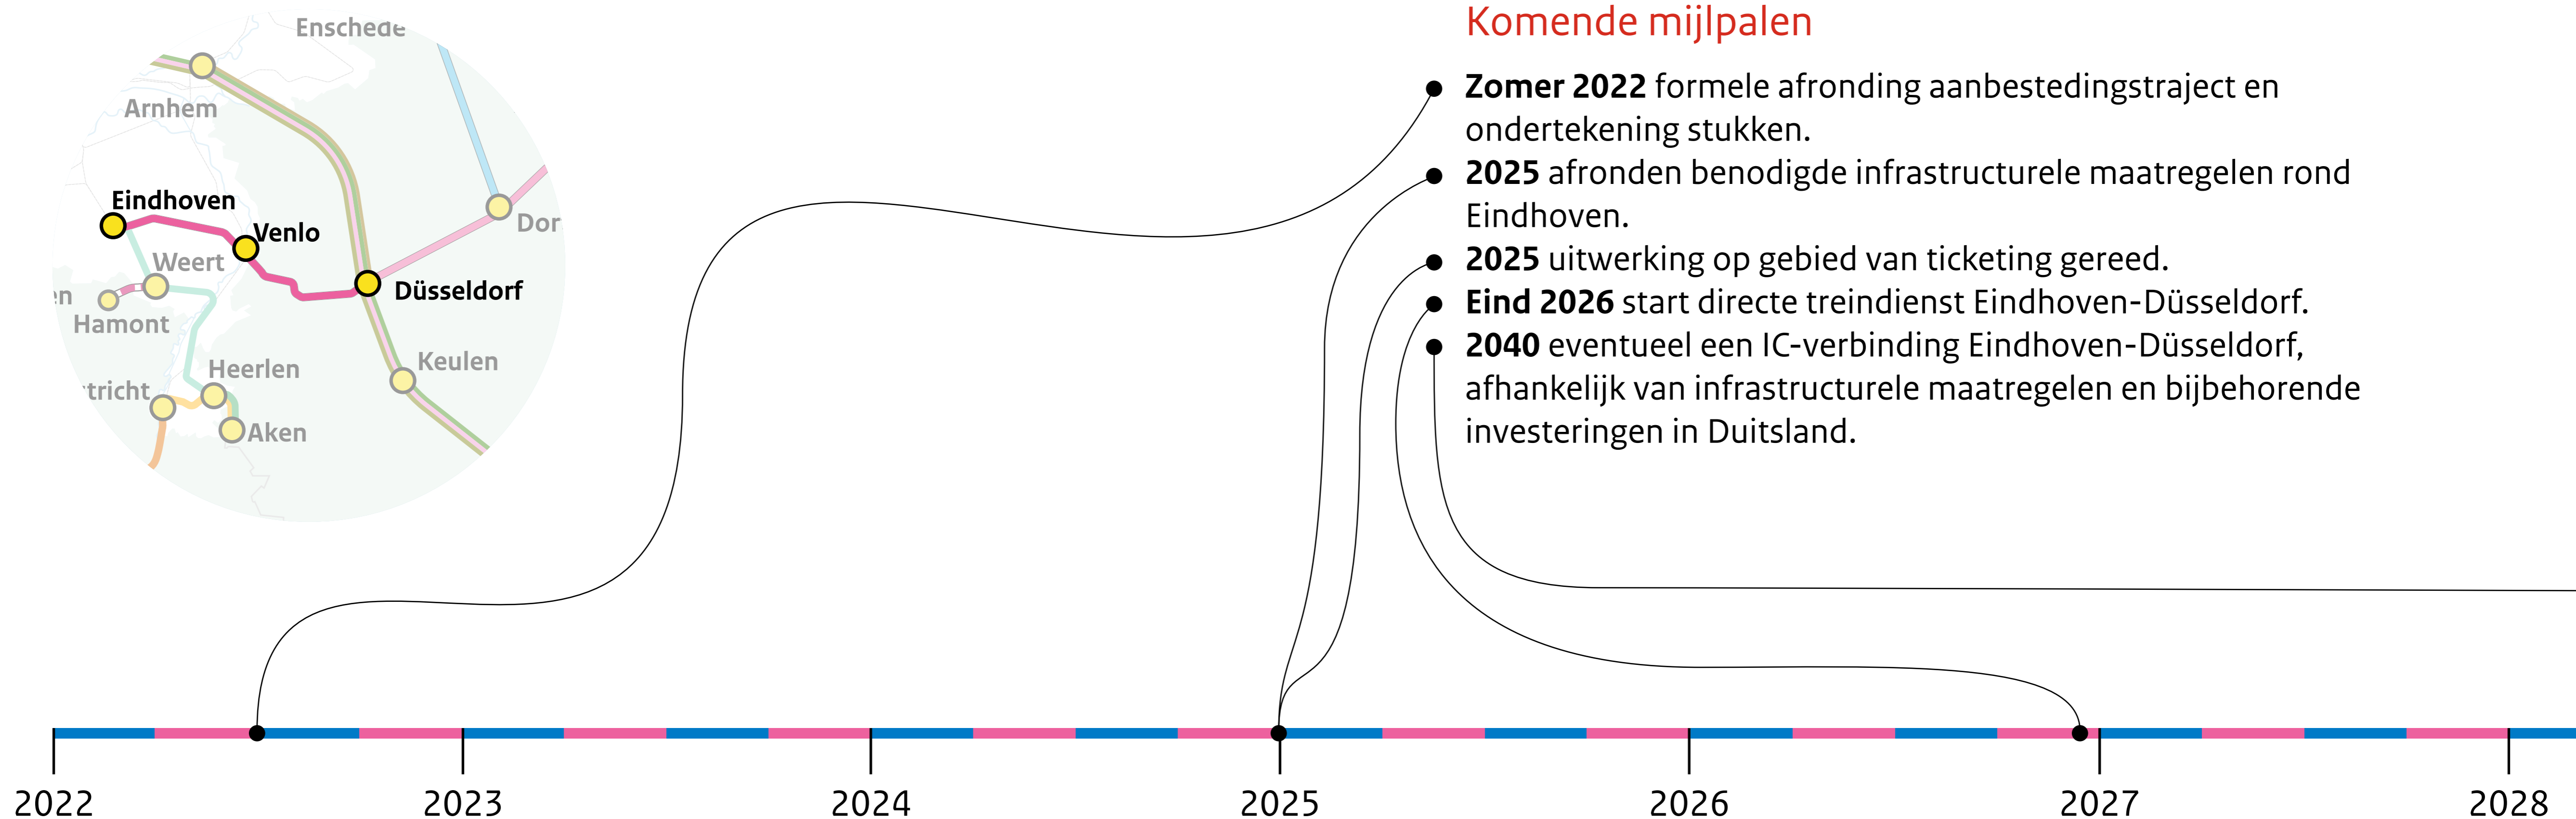 Enschede
Arnhem
Eindhoven
Venlo
Weert
Dor
Düsseldorf
en
Hamont
Keulen
Heerlen
tricht
Aken
Komende mijlpalen
Zomer 2022 formele afronding aanbestedingstraject en
ondertekening stukken.
2025 afronden benodigde infrastructurele maatregelen rond
Eindhoven.
2025 uitwerking op gebied van ticketing gereed.
Eind 2026 start directe treindienst Eindhoven-Düsseldorf.
2040 eventueel een IC-verbinding Eindhoven-Düsseldorf,
afhankelijk van infrastructurele maatregelen en bijbehorende
investeringen in Duitsland.
2022 2023 2024 2025 2026 2027 2028